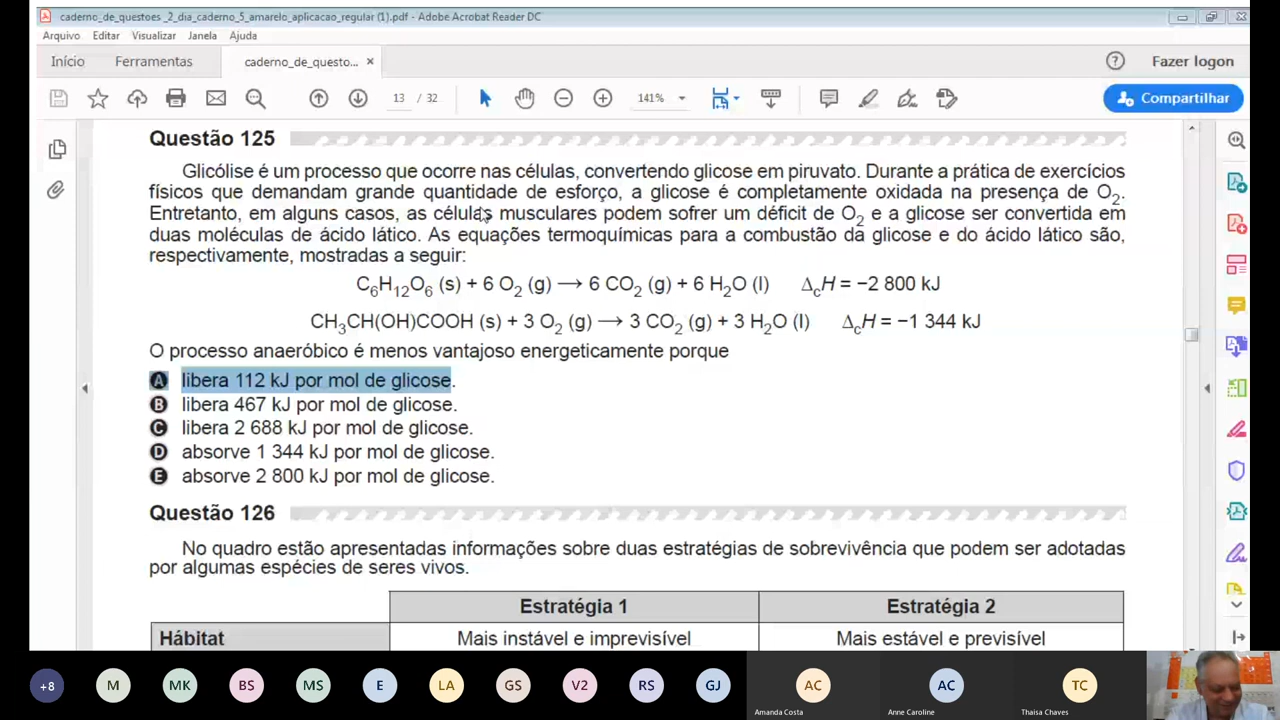 caderno_de_questoes _2_dia_caderno_5_amarelo_aplicacao_regular (1).pdf - Adobe Acrobat Reader DC
Arquivo Editar Visualizar Janela Ajuda
Início Ferramentas caderno_de_questo... × Fazer logon
13 / 32 141% Compartilhar
Questão 125
Glicólise é um processo que ocorre nas células, convertendo glicose em piruvato. Durante a prática de exercícios
físicos que demandam grande quantidade de esforço, a glicose é completamente oxidada na presença de O₂.
Entretanto, em alguns casos, as células musculares podem sofrer um déficit de O₂ e a glicose ser convertida em
duas moléculas de ácido lático. As equações termoquímicas para a combustão da glicose e do ácido lático são,
respectivamente, mostradas a seguir:
C₆H₁₂O₆ (s) + 6 O₂ (g) ⟶ 6 CO₂ (g) + 6 H₂O (l) ΔcH = −2 800 kJ
CH₃CH(OH)COOH (s) + 3 O₂ (g) ⟶ 3 CO₂ (g) + 3 H₂O (l) ΔcH = −1 344 kJ
O processo anaeróbico é menos vantajoso energeticamente porque
A libera 112 kJ por mol de glicose.
B libera 467 kJ por mol de glicose.
C libera 2 688 kJ por mol de glicose.
D absorve 1 344 kJ por mol de glicose.
E absorve 2 800 kJ por mol de glicose.
Questão 126
No quadro estão apresentadas informações sobre duas estratégias de sobrevivência que podem ser adotadas
por algumas espécies de seres vivos.
Estratégia 1 Estratégia 2
Hábitat Mais instável e imprevisível Mais estável e previsível
+8 M MK BS MS E LA GS V2 RS GJ AC AC TC
Amanda Costa Anne Caroline Thaisa Chaves